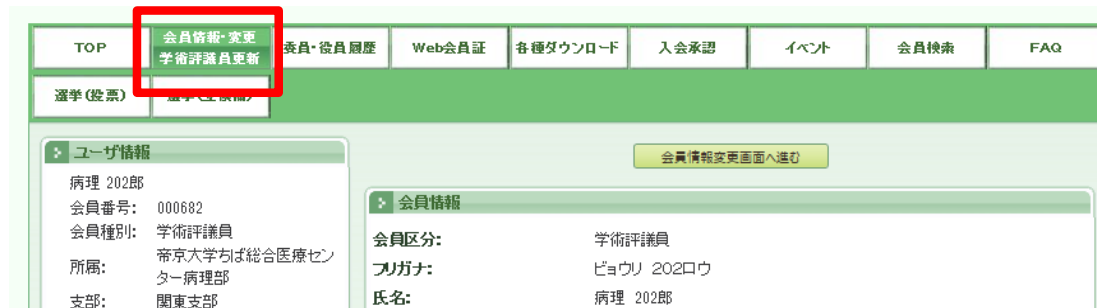 TOP
会員情報・変更
学術評議員更新
委員・役員履歴
Web会員証
各種ダウンロード
入会承認
イベント
会員検索
FAQ
選挙(投票)
選挙(立候補)
ユーザ情報
病理 202郎
会員番号: 000682
会員種別: 学術評議員
所属: 帝京大学ちば総合医療セン
ター病理部
支部: 関東支部
会員情報変更画面へ進む
会員情報
会員区分: 学術評議員
フリガナ: ビョウリ 202ロウ
氏名: 病理 202郎